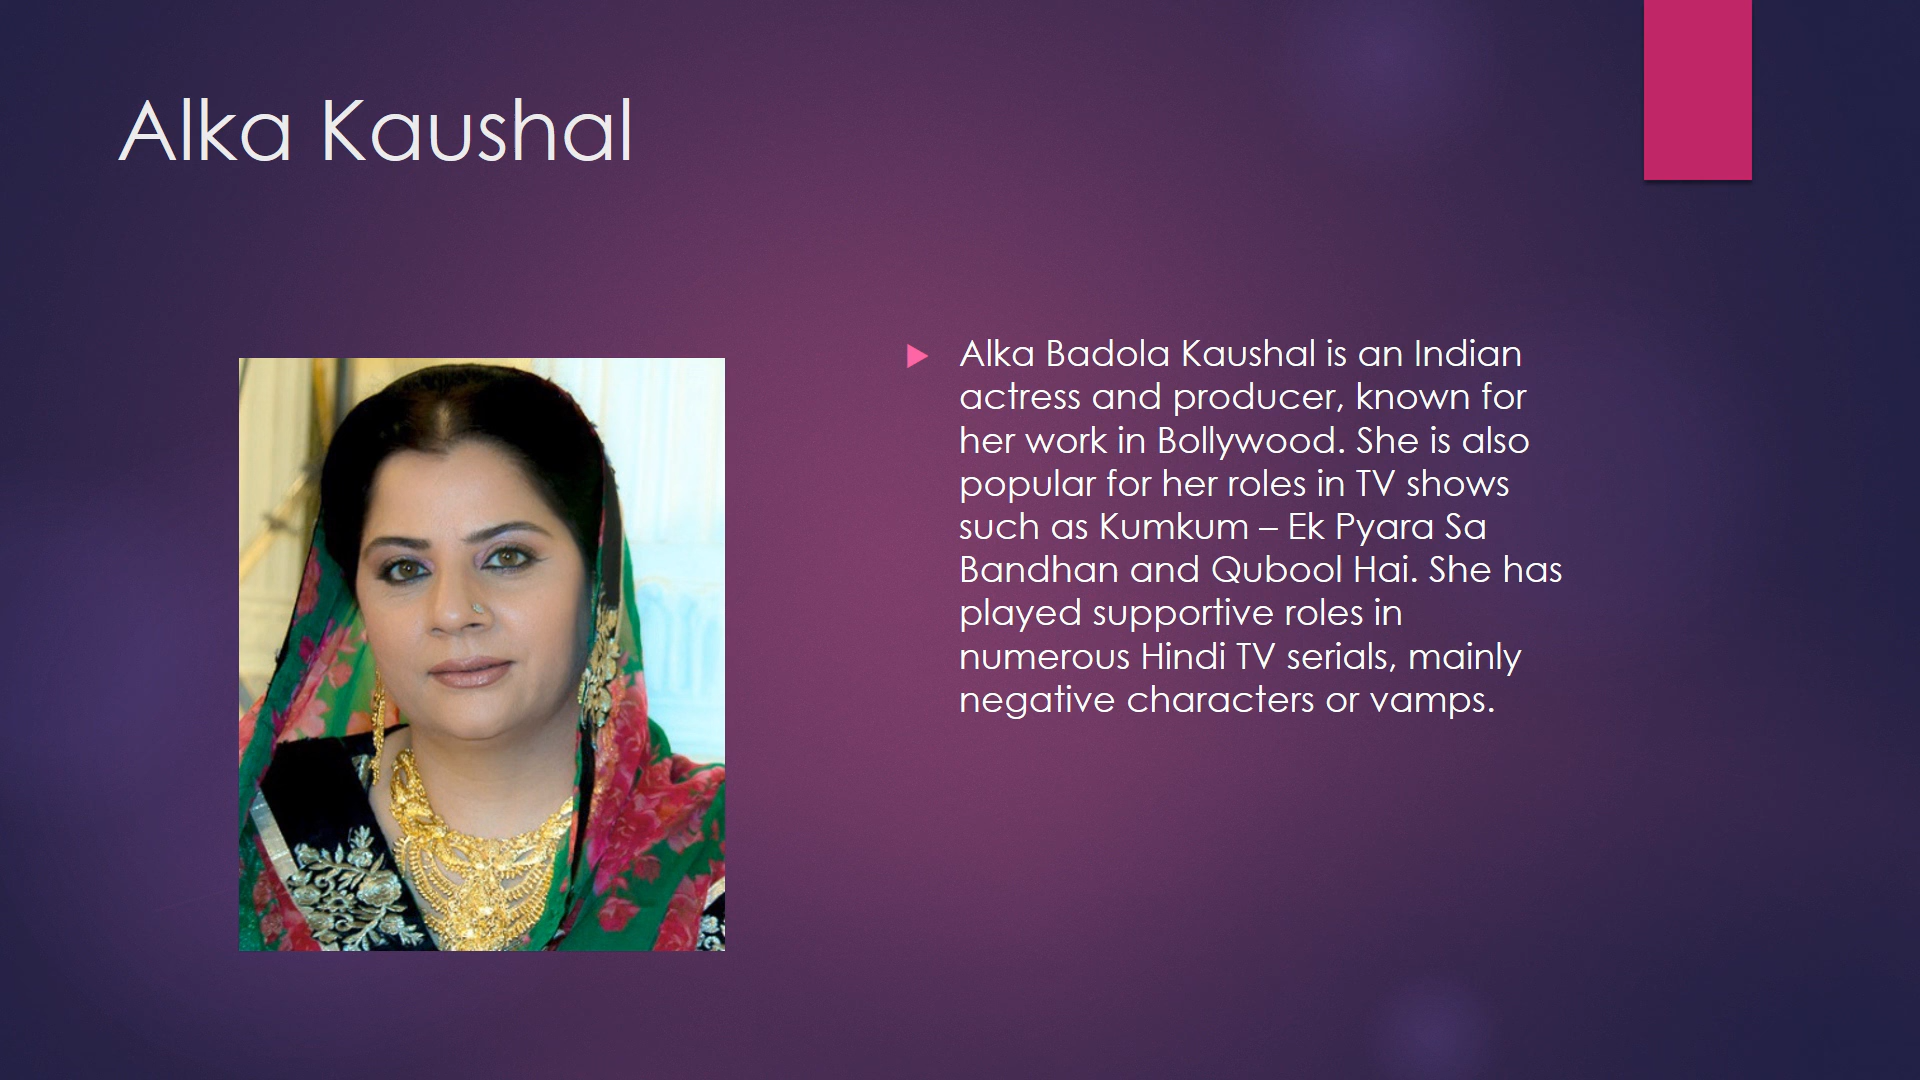 Alka Kaushal
Alka Badola Kaushal is an Indian
actress and producer, known for
her work in Bollywood. She is also
popular for her roles in TV shows
such as Kumkum – Ek Pyara Sa
Bandhan and Qubool Hai. She has
played supportive roles in
numerous Hindi TV serials, mainly
negative characters or vamps.